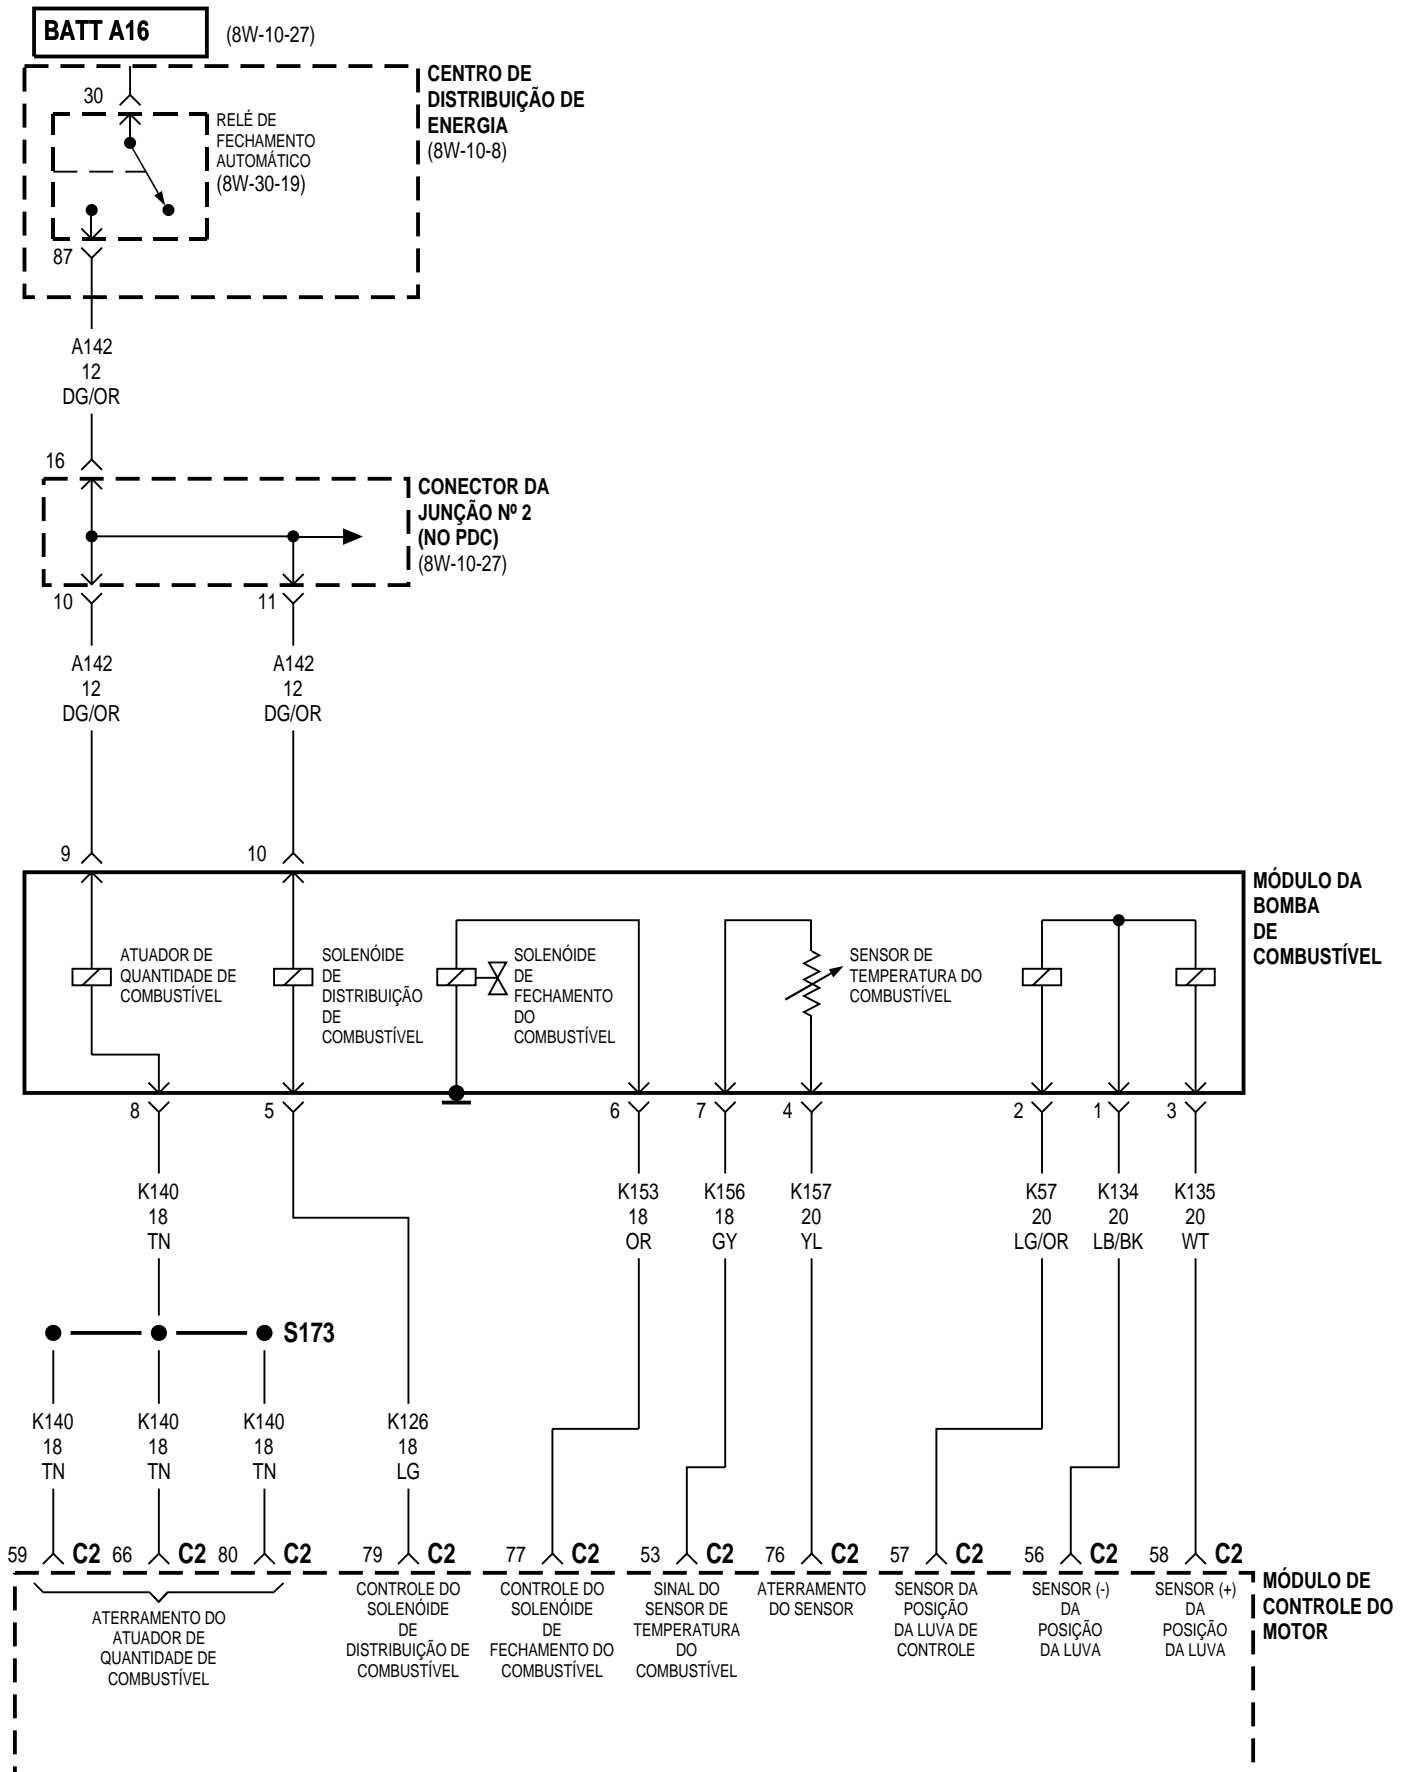 BATT A16
(8W-10-27)
CENTRO DE
DISTRIBUIÇÃO DE
ENERGIA
(8W-10-8)
30
RELÉ DE
FECHAMENTO
AUTOMÁTICO
(8W-30-19)
87
A142
12
DG/OR
16
CONECTOR DA
JUNÇÃO Nº 2
(NO PDC)
(8W-10-27)
10
11
A142
12
DG/OR
A142
12
DG/OR
9
10
MÓDULO DA
BOMBA
DE
COMBUSTÍVEL
ATUADOR DE
QUANTIDADE DE
COMBUSTÍVEL
SOLENÓIDE
DE
DISTRIBUIÇÃO
DE
COMBUSTÍVEL
SOLENÓIDE
DE
FECHAMENTO
DO
COMBUSTÍVEL
SENSOR DE
TEMPERATURA DO
COMBUSTÍVEL
8
5
6
7
4
2
1
3
K140
18
TN
K153
18
OR
K156
18
GY
K157
20
YL
K57
20
LG/OR
K134
20
LB/BK
K135
20
WT
S173
K140
18
TN
K140
18
TN
K140
18
TN
K126
18
LG
59 C2
66 C2
80 C2
79 C2
77 C2
53 C2
76 C2
57 C2
56 C2
58 C2
ATERRAMENTO DO
ATUADOR DE
QUANTIDADE DE
COMBUSTÍVEL
CONTROLE DO
SOLENÓIDE
DE
DISTRIBUIÇÃO DE
COMBUSTÍVEL
CONTROLE DO
SOLENÓIDE
DE
FECHAMENTO DO
COMBUSTÍVEL
SINAL DO
SENSOR DE
TEMPERATURA
DO
COMBUSTÍVEL
ATERRAMENTO
DO SENSOR
SENSOR DA
POSIÇÃO
DA LUVA DE
CONTROLE
SENSOR (-)
DA
POSIÇÃO
DA LUVA
SENSOR (+)
DA
POSIÇÃO
DA LUVA
MÓDULO DE
CONTROLE DO
MOTOR